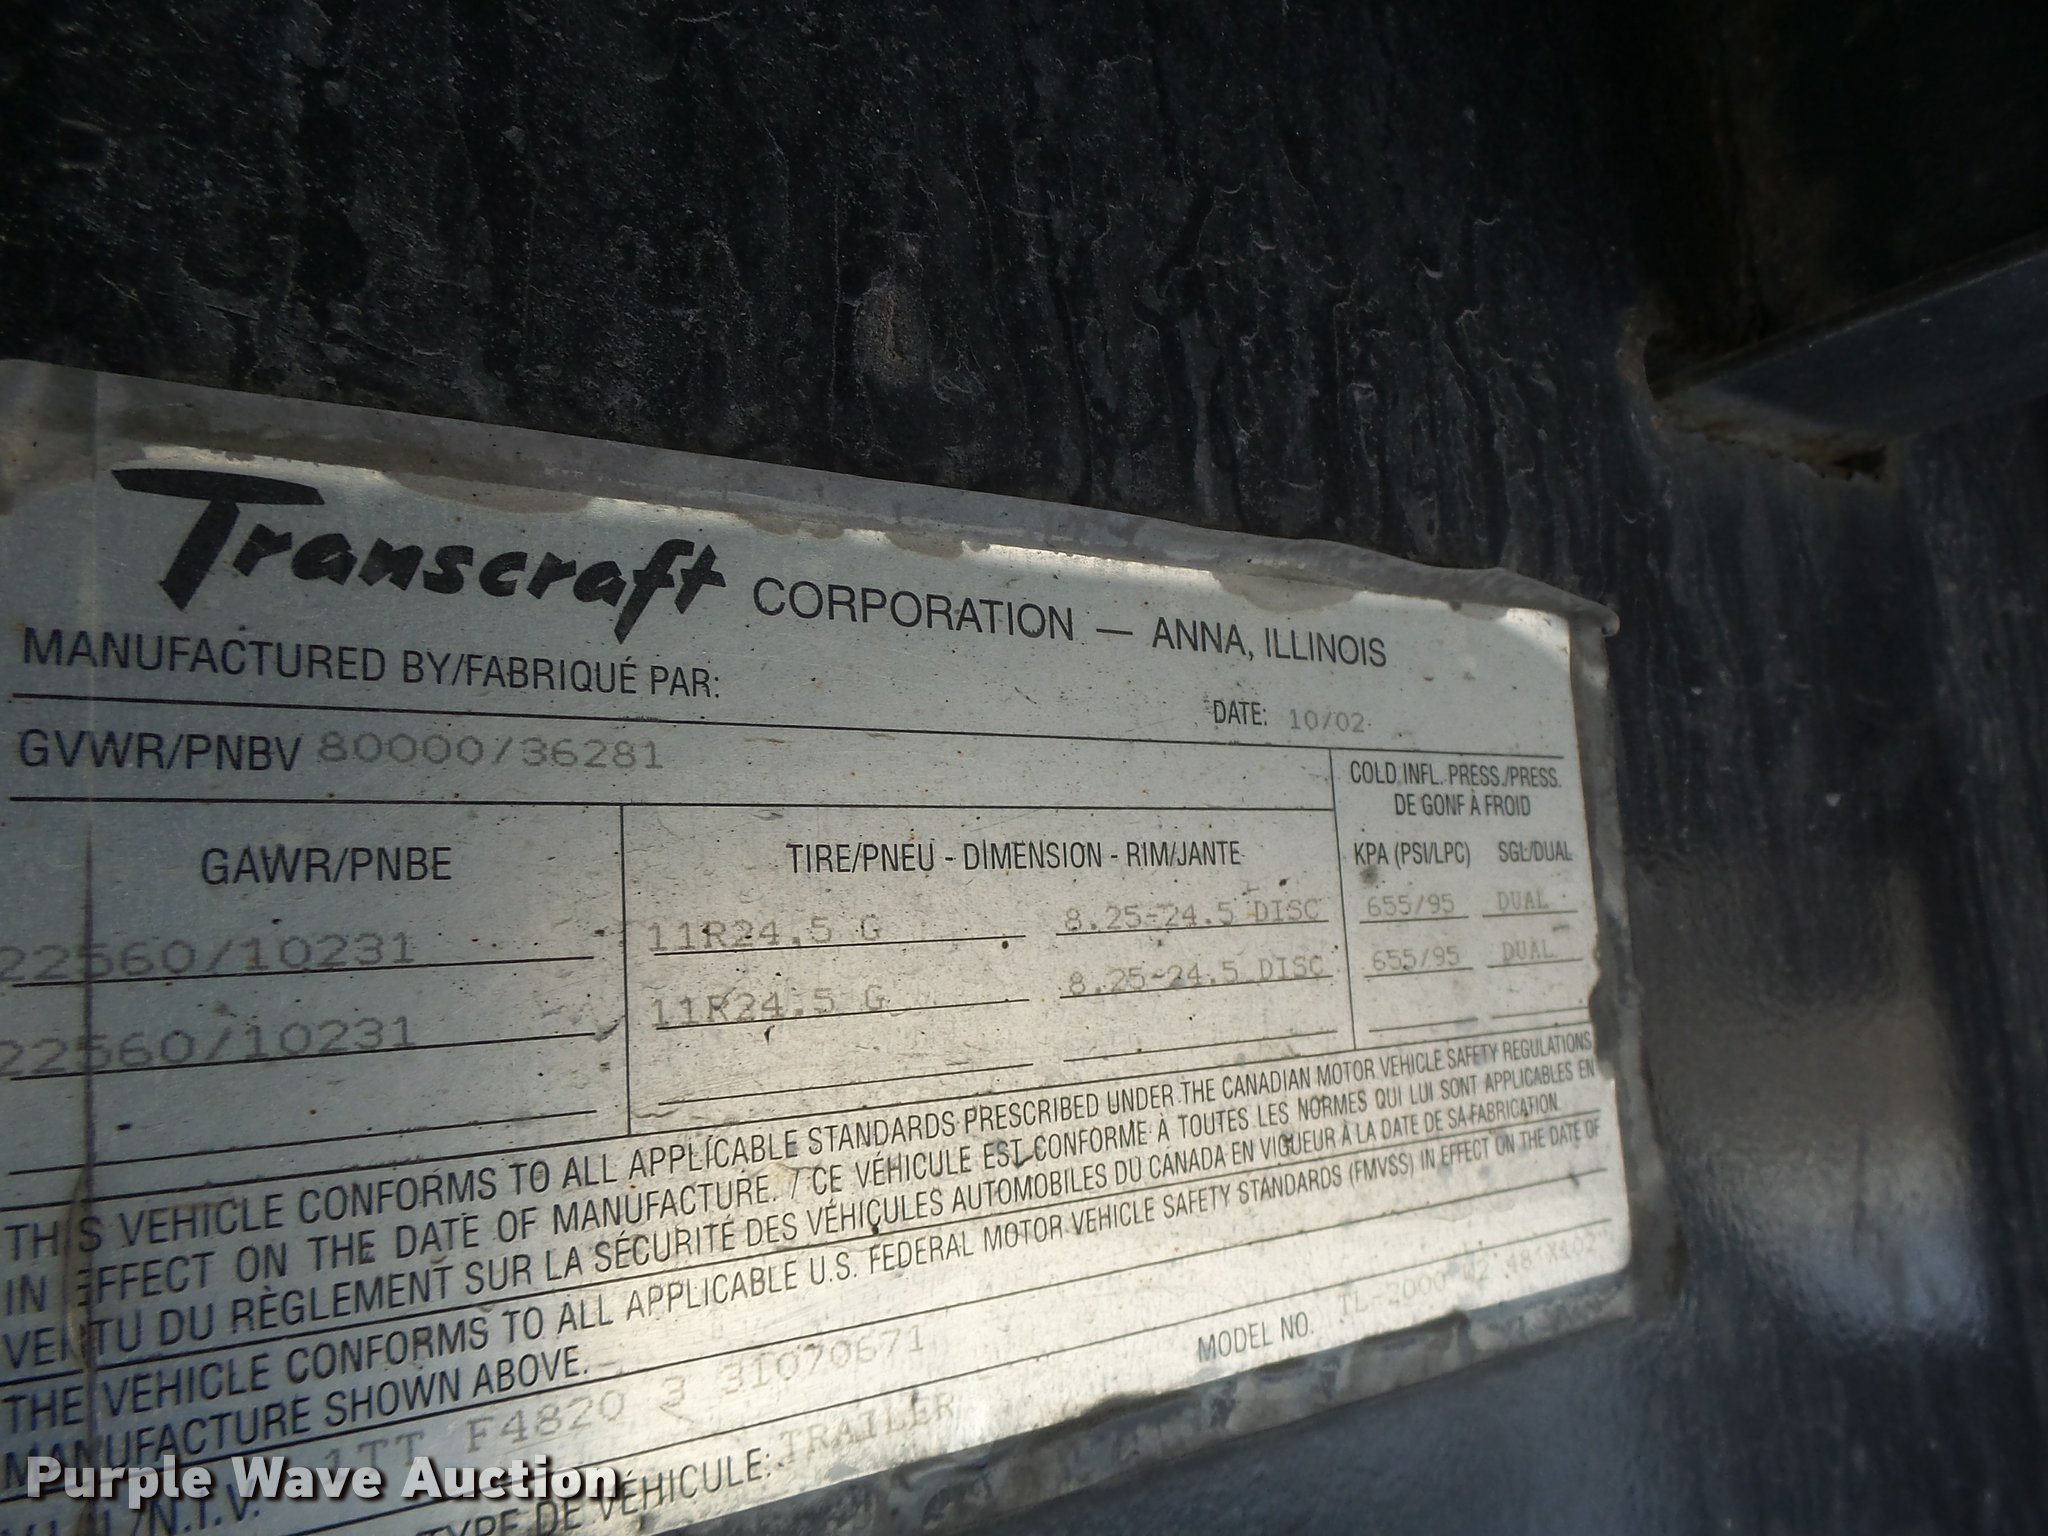 Transcraft CORPORATION — ANNA, ILLINOIS
MANUFACTURED BY/FABRIQUÉ PAR:
DATE: 10/02
GVWR/PNBV 80000/36281
COLD INFL. PRESS./PRESS.
DE GONF À FROID
GAWR/PNBE TIRE/PNEU - DIMENSION - RIM/JANTE KPA (PSI/LPC) SGL/DUAL
22560/10231 11R24.5 G 8.25-24.5 DISC 655/95 DUAL
22560/10231 11R24.5 G 8.25-24.5 DISC 655/95 DUAL
THIS VEHICLE CONFORMS TO ALL APPLICABLE STANDARDS PRESCRIBED UNDER THE CANADIAN MOTOR VEHICLE SAFETY REGULATIONS
IN EFFECT ON THE DATE OF MANUFACTURE. / CE VÉHICULE EST CONFORME À TOUTES LES NORMES QUI LUI SONT APPLICABLES EN
VERTU DU RÈGLEMENT SUR LA SÉCURITÉ DES VÉHICULES AUTOMOBILES DU CANADA EN VIGUEUR À LA DATE DE SA FABRICATION.
THE VEHICLE CONFORMS TO ALL APPLICABLE U.S. FEDERAL MOTOR VEHICLE SAFETY STANDARDS (FMVSS) IN EFFECT ON THE DATE OF
MANUFACTURE SHOWN ABOVE.
1TT F4820 3 31070671 MODEL NO. TL-2000 W2 48'X102"
/N.I.V. TYPE DE VÉHICULE: TRAILER
Purple Wave Auction